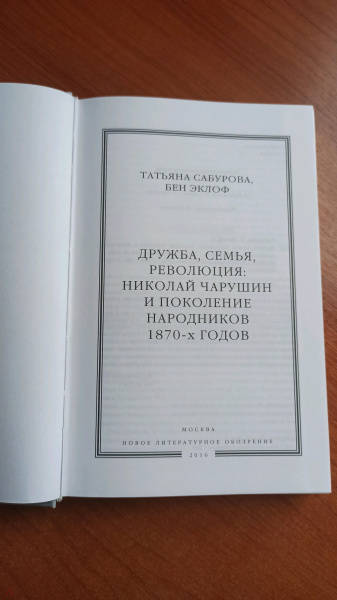 ТАТЬЯНА САБУРОВА,
БЕН ЭКЛОФ
ДРУЖБА, СЕМЬЯ,
РЕВОЛЮЦИЯ:
НИКОЛАЙ ЧАРУШИН
И ПОКОЛЕНИЕ
НАРОДНИКОВ
1870-х ГОДОВ
МОСКВА
НОВОЕ ЛИТЕРАТУРНОЕ ОБОЗРЕНИЕ
2016